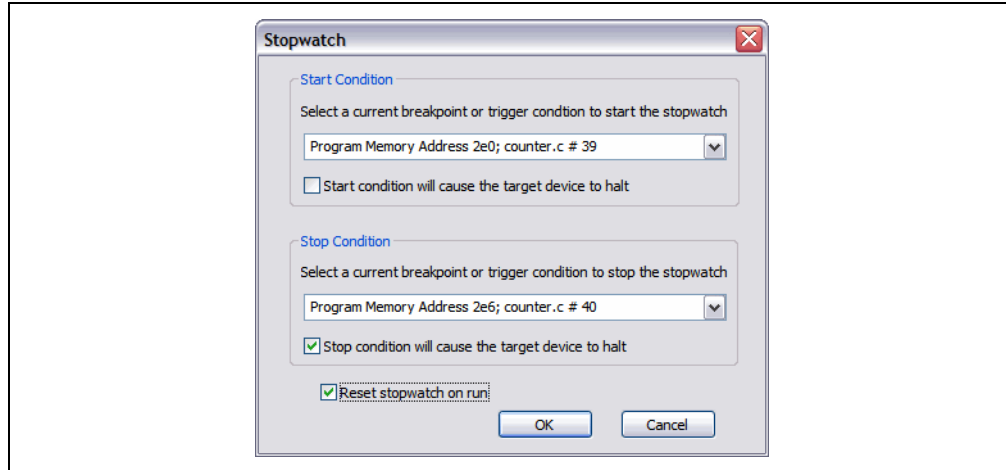 Stopwatch
Start Condition
Select a current breakpoint or trigger condtion to start the stopwatch
Program Memory Address 2e0; counter.c # 39
Start condition will cause the target device to halt
Stop Condition
Select a current breakpoint or trigger condition to stop the stopwatch
Program Memory Address 2e6; counter.c # 40
Stop condition will cause the target device to halt
Reset stopwatch on run
OK Cancel